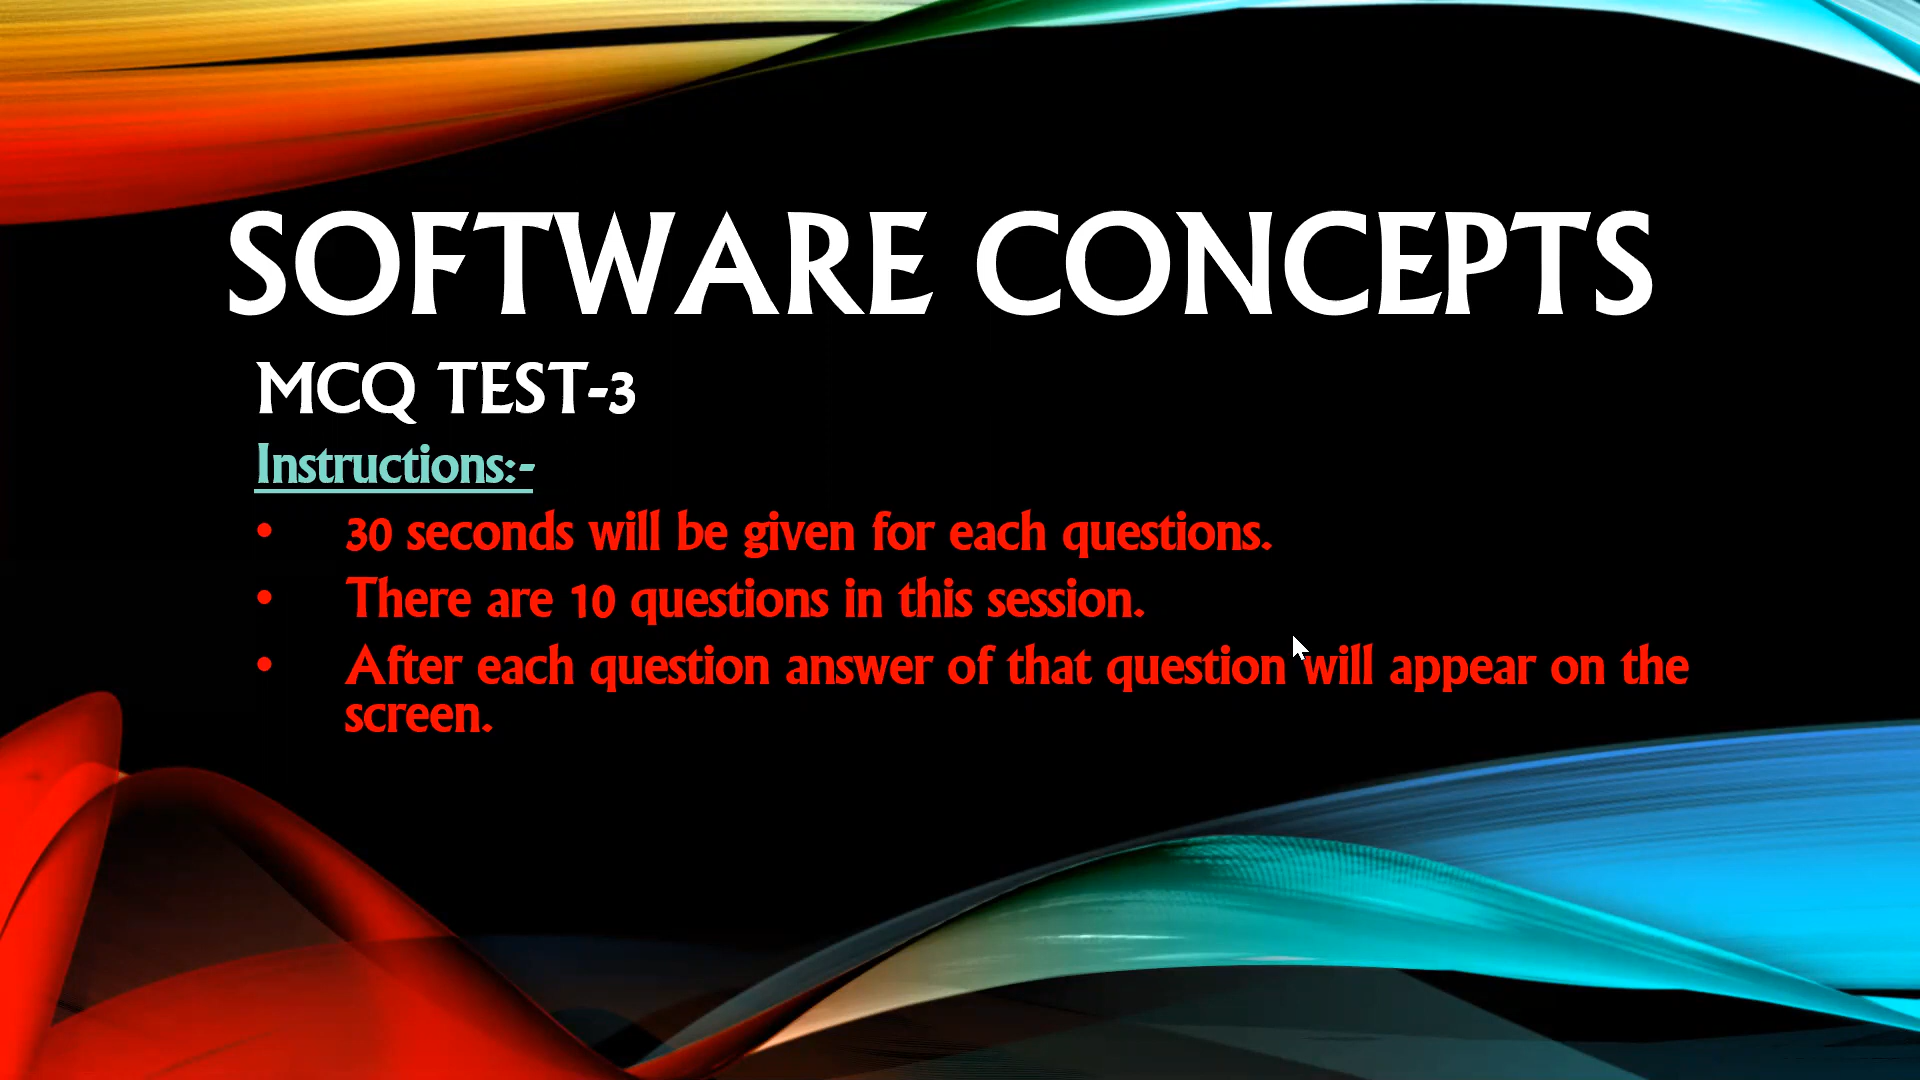 SOFTWARE CONCEPTS
MCQ TEST-3
Instructions:-
• 30 seconds will be given for each questions.
• There are 10 questions in this session.
• After each question answer of that question will appear on the
screen.